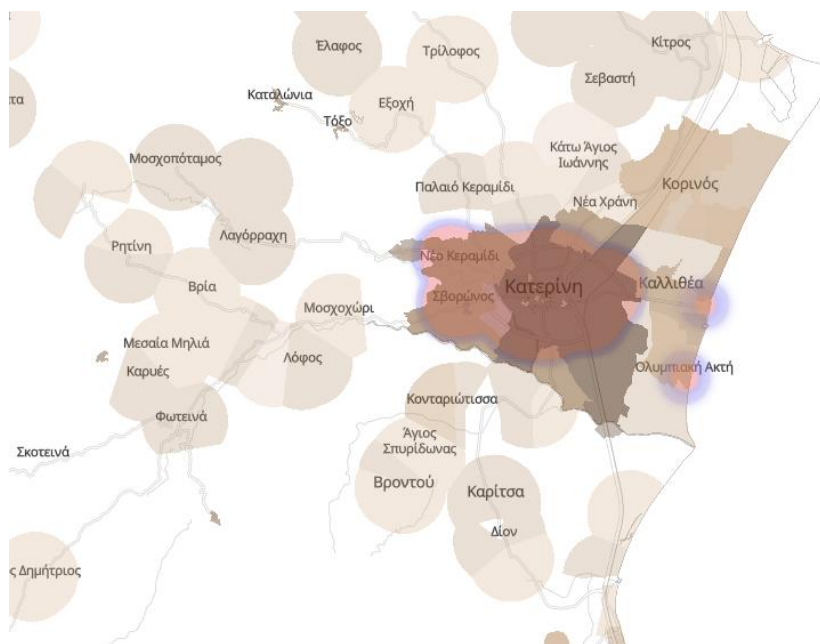 Έλαφος
Τρίλοφος
Κίτρος
Σεβαστή
Καταλώνια
Εξοχή
Τόξο
Μοσχοπόταμος
Κάτω Άγιος
Ιωάννης
Παλαιό Κεραμίδι
Κορινός
Νέα Χράνη
Λαγόρραχη
Ρητίνη
Νέο Κεραμίδι
Κατερίνη
Καλλιθέα
Βρία
Σβορώνος
Μοσχοχώρι
Μεσαία Μηλιά
Λόφος
Καρυές
Ολυμπιακή Ακτή
Κονταριώτισσα
Φωτεινά
Άγιος
Σπυρίδωνας
Σκοτεινά
Βροντού
Καρίτσα
Δίον
ς Δημήτριος